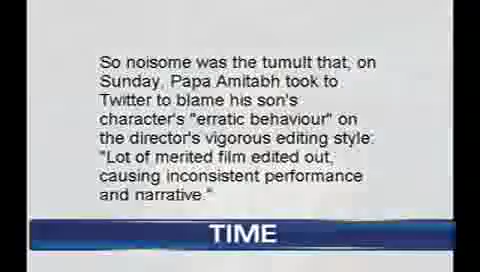 So noisome was the tumult that, on
Sunday, Papa Amitabh took to
Twitter to blame his son's
character's "erratic behaviour" on
the director's vigorous editing style:
"Lot of merited film edited out,
causing inconsistent performance
and narrative."
TIME